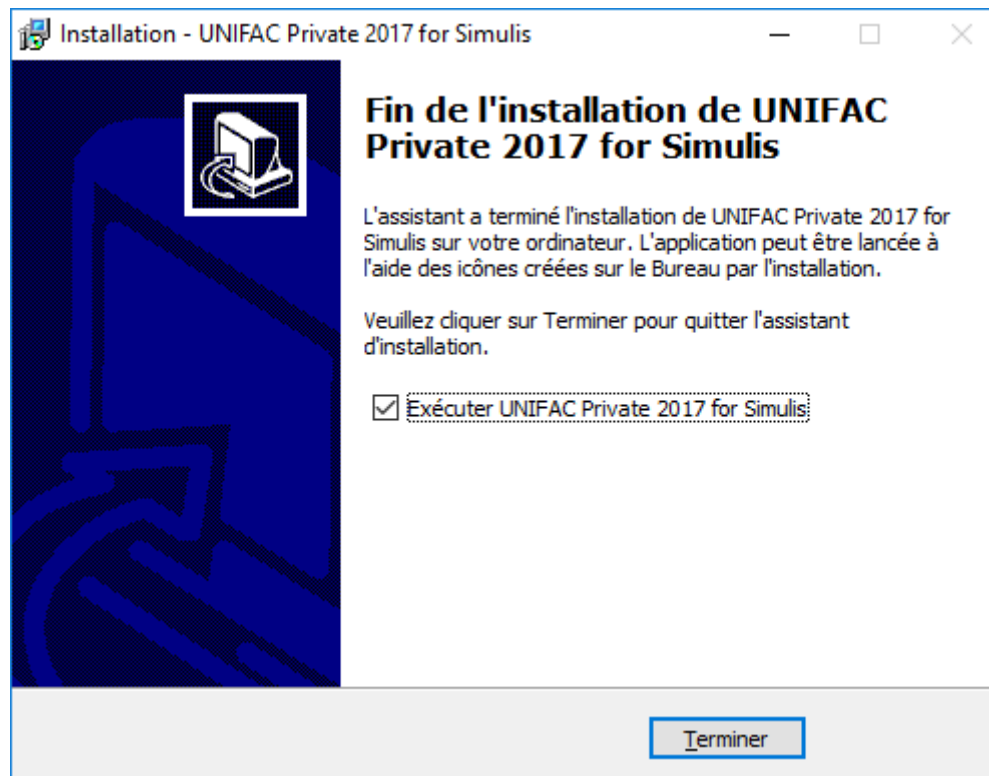 Installation - UNIFAC Private 2017 for Simulis
Fin de l'installation de UNIFAC
Private 2017 for Simulis
L'assistant a terminé l'installation de UNIFAC Private 2017 for
Simulis sur votre ordinateur. L'application peut être lancée à
l'aide des icônes créées sur le Bureau par l'installation.
Veuillez cliquer sur Terminer pour quitter l'assistant
d'installation.
Exécuter UNIFAC Private 2017 for Simulis
Terminer